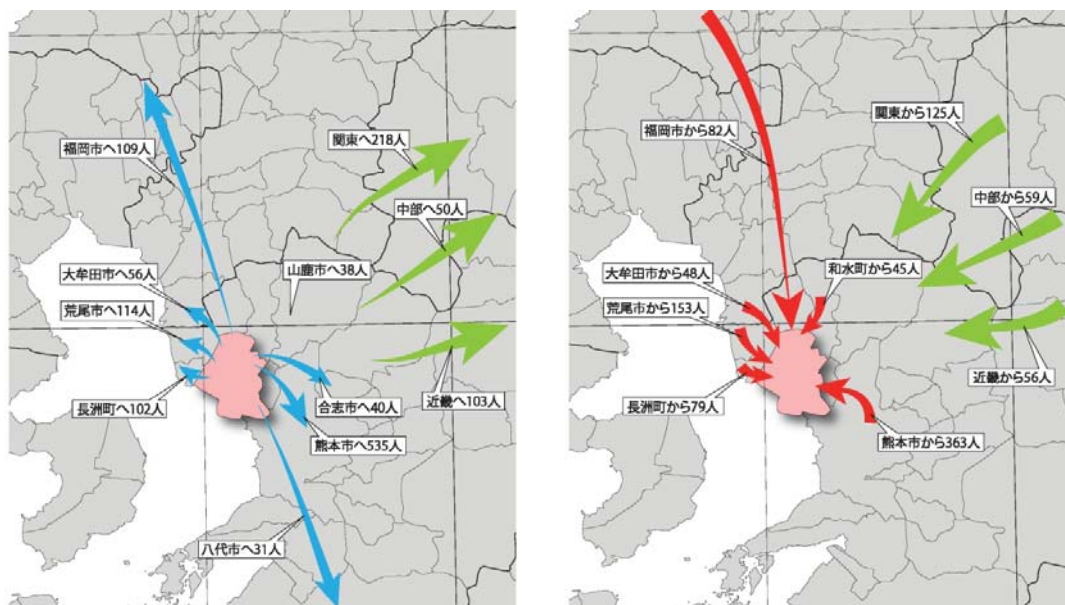 関東へ218人
福岡市へ109人
中部へ50人
山鹿市へ38人
大牟田市へ56人
荒尾市へ114人
長洲町へ102人
合志市へ40人
近畿へ103人
熊本市へ535人
八代市へ31人
関東から125人
福岡市から82人
中部から59人
大牟田市から48人
和水町から45人
荒尾市から153人
近畿から56人
長洲町から79人
熊本市から363人